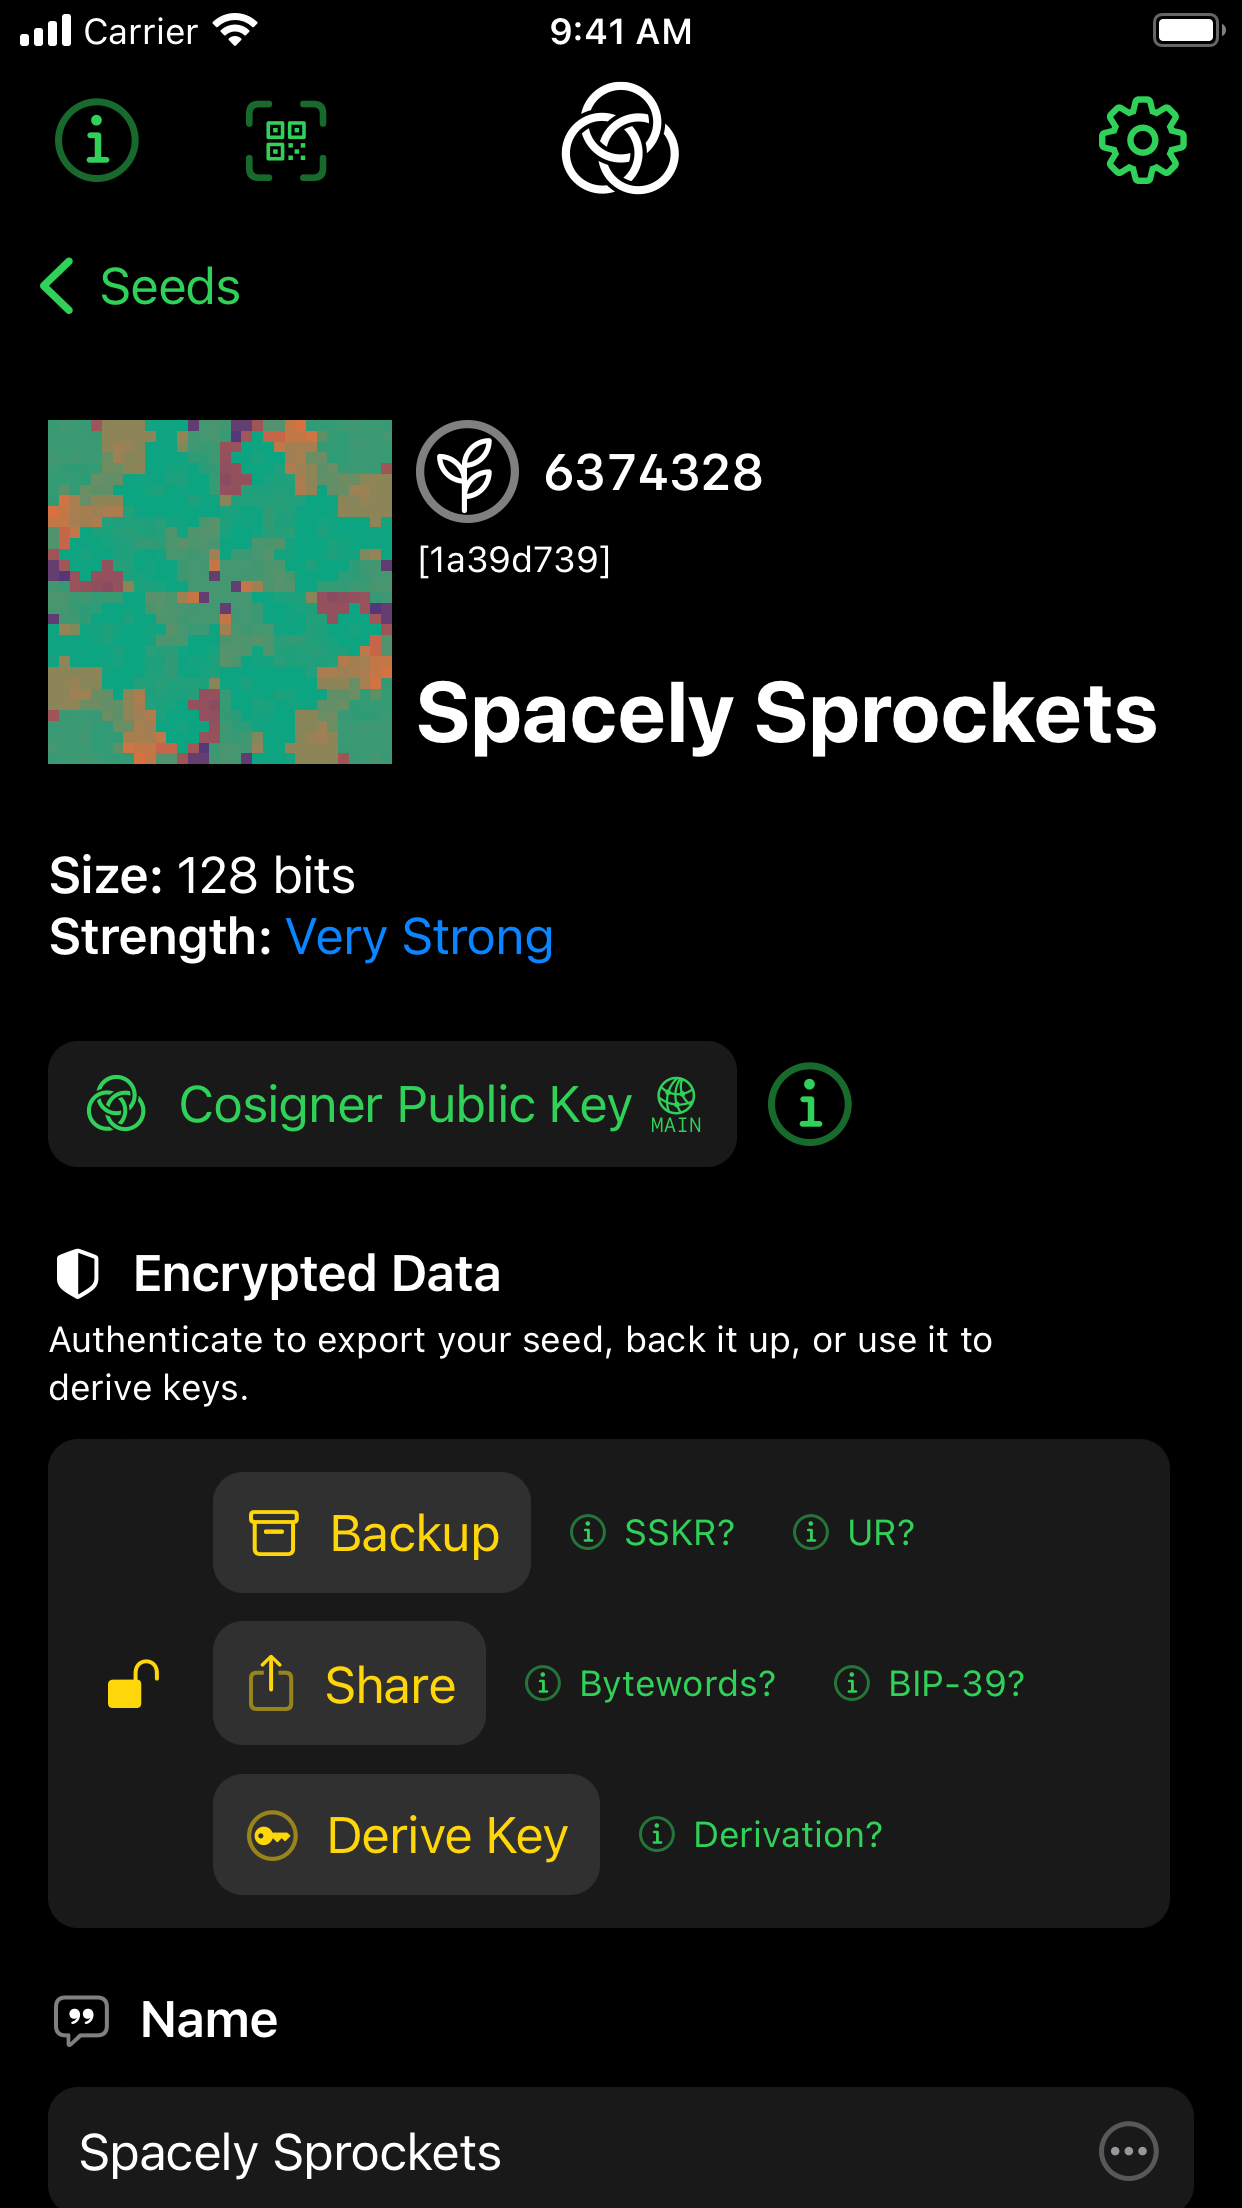 Carrier
9:41 AM
Seeds
6374328
[1a39d739]
Spacely Sprockets
Size: 128 bits
Strength: Very Strong
Cosigner Public Key MAIN
Encrypted Data
Authenticate to export your seed, back it up, or use it to
derive keys.
Backup SSKR? UR?
Share Bytewords? BIP-39?
Derive Key Derivation?
Name
Spacely Sprockets